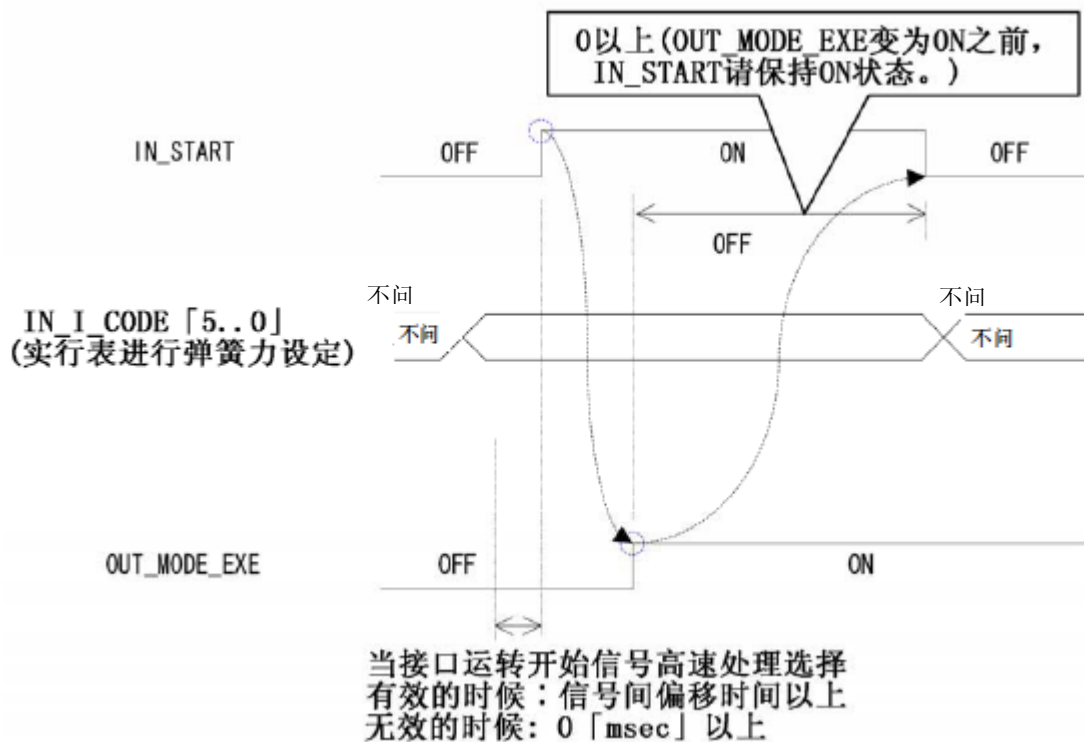 0以上(OUT_MODE_EXE变为ON之前，
IN_START请保持ON状态。)
IN_START
OFF
ON
OFF
OFF
不问
不问
IN_I_CODE「5..0」
(实行表进行弹簧力设定)
不问
不问
OUT_MODE_EXE
OFF
ON
当接口运转开始信号高速处理选择
有效的时候：信号间偏移时间以上
无效的时候: 0「msec」以上